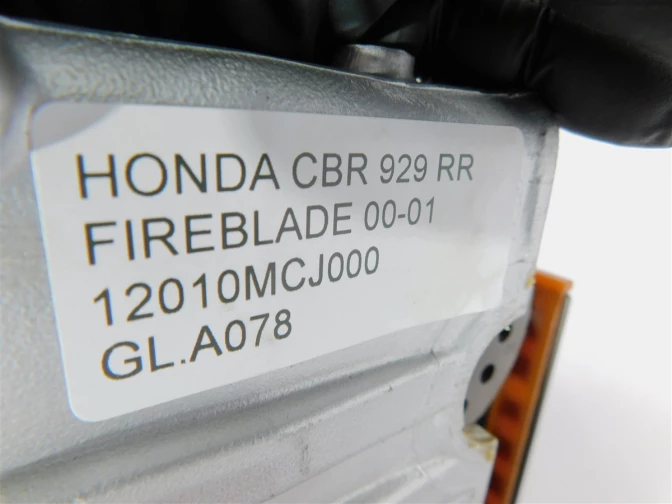 HONDA CBR 929 RR
FIREBLADE 00-01
12010MCJ000
GL.A078